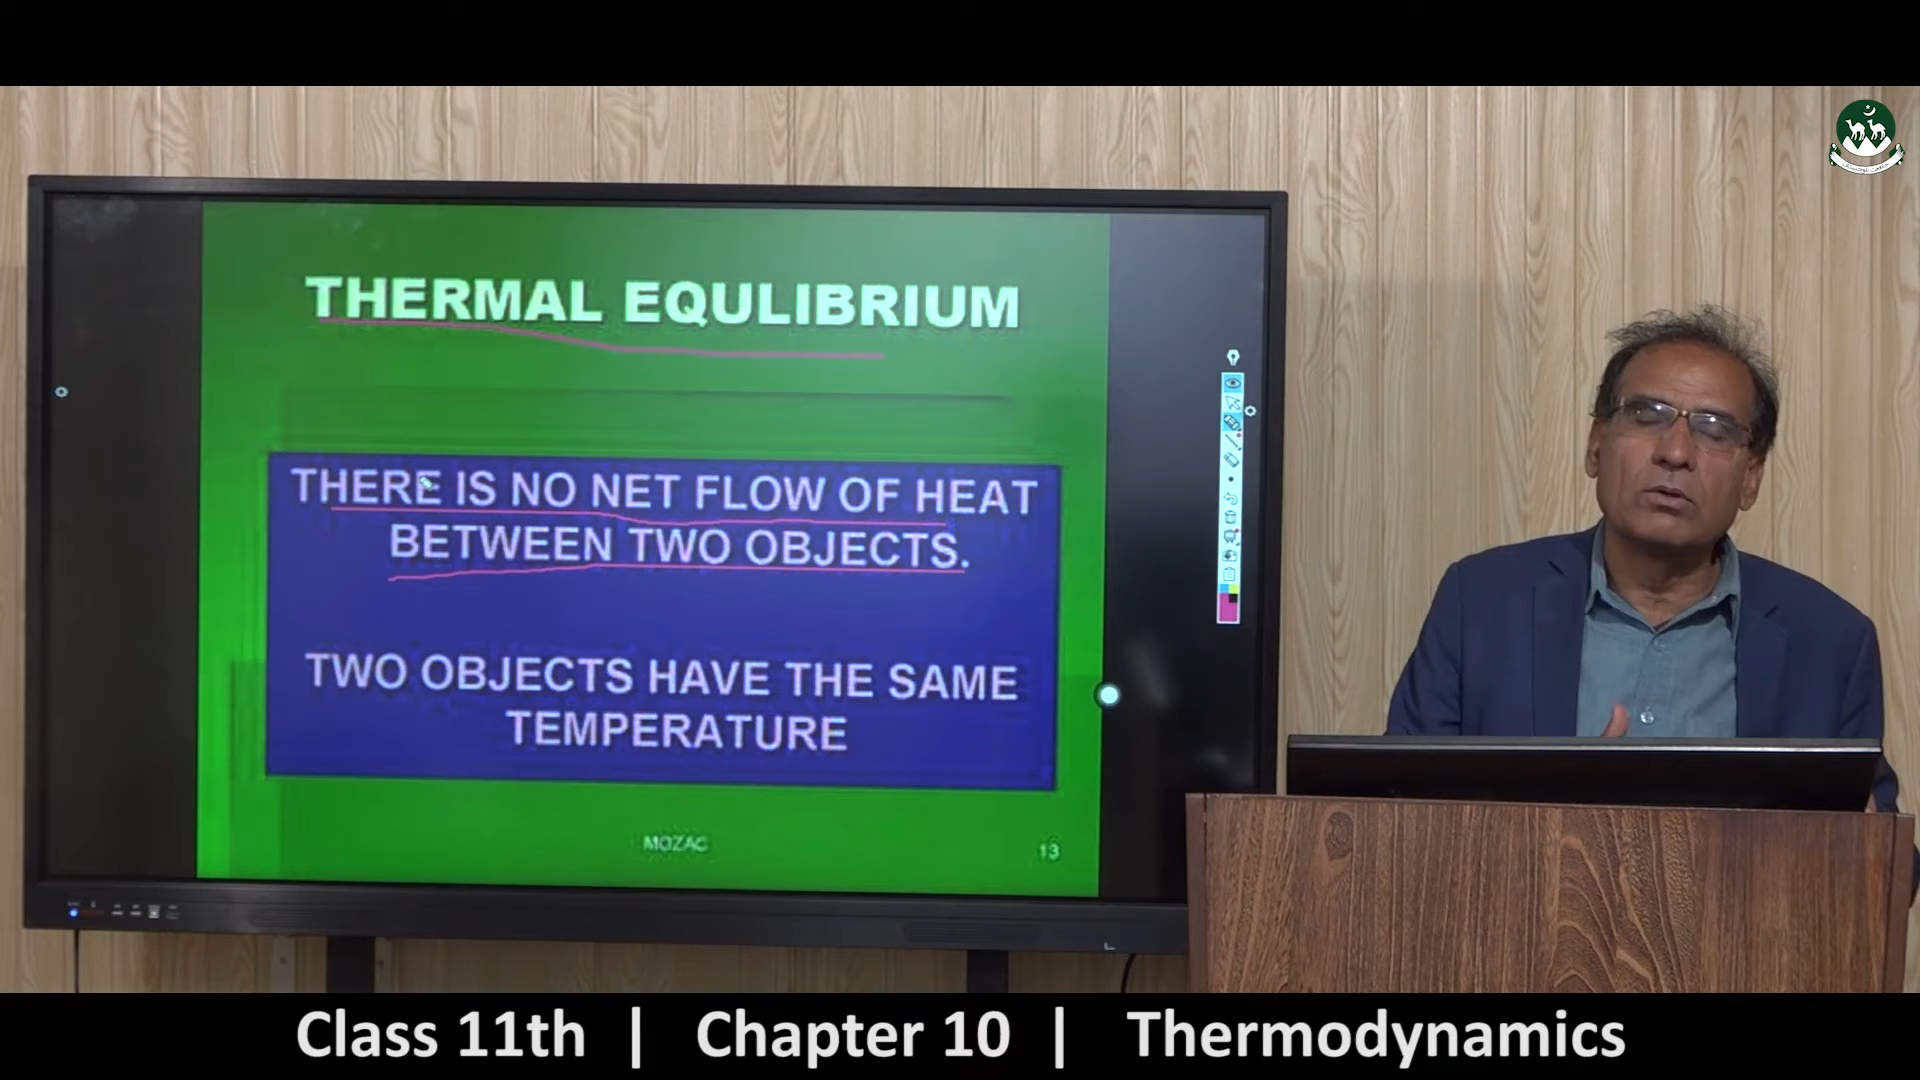 THERMAL EQULIBRIUM
THERE IS NO NET FLOW OF HEAT
BETWEEN TWO OBJECTS.
TWO OBJECTS HAVE THE SAME
TEMPERATURE
MOZAC
13
Class 11th | Chapter 10 | Thermodynamics